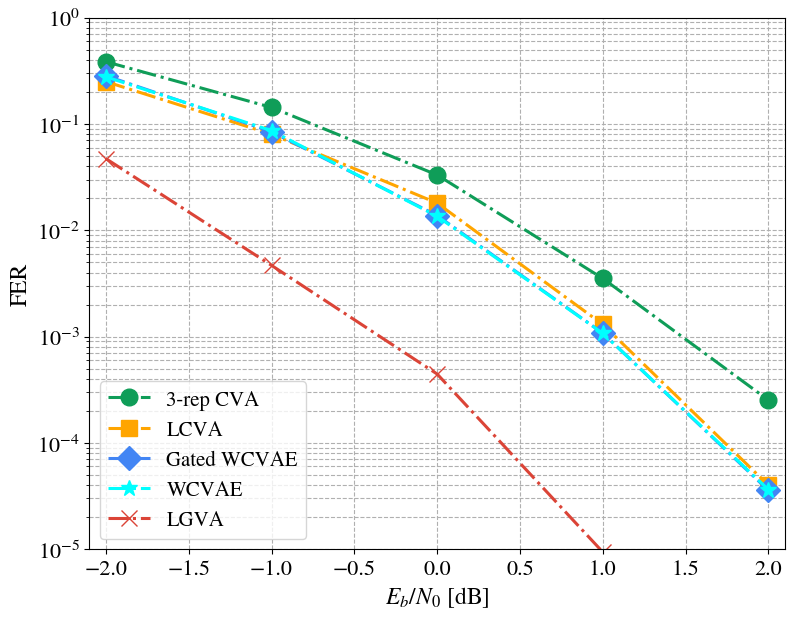 10⁰
10⁻¹
10⁻²
10⁻³
10⁻⁴
10⁻⁵
FER
3-rep CVA
LCVA
Gated WCVAE
WCVAE
LGVA
−2.0 −1.5 −1.0 −0.5 0.0 0.5 1.0 1.5 2.0
E_b/N_0 [dB]